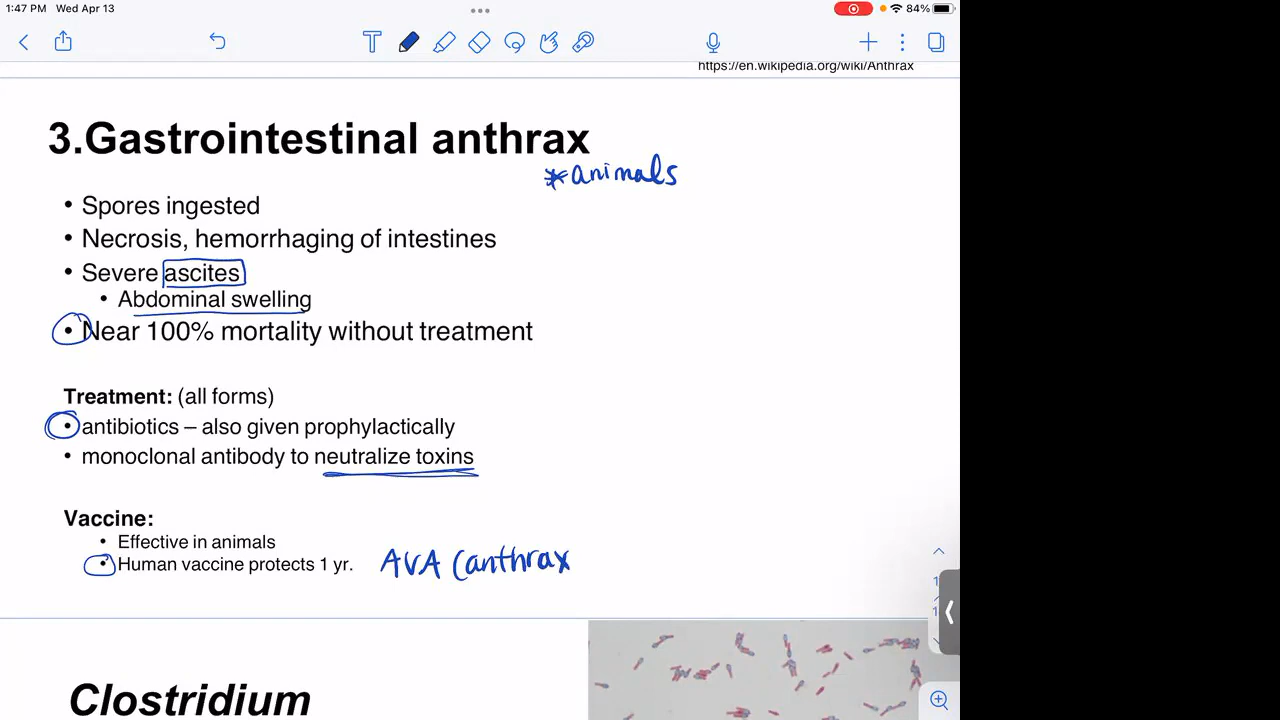 1:47 PM Wed Apr 13
84%
https://en.wikipedia.org/wiki/Anthrax
3.Gastrointestinal anthrax
*animals
• Spores ingested
• Necrosis, hemorrhaging of intestines
• Severe ascites
• Abdominal swelling
• Near 100% mortality without treatment
Treatment: (all forms)
• antibiotics – also given prophylactically
• monoclonal antibody to neutralize toxins
Vaccine:
• Effective in animals
• Human vaccine protects 1 yr. AVA (anthrax
Clostridium